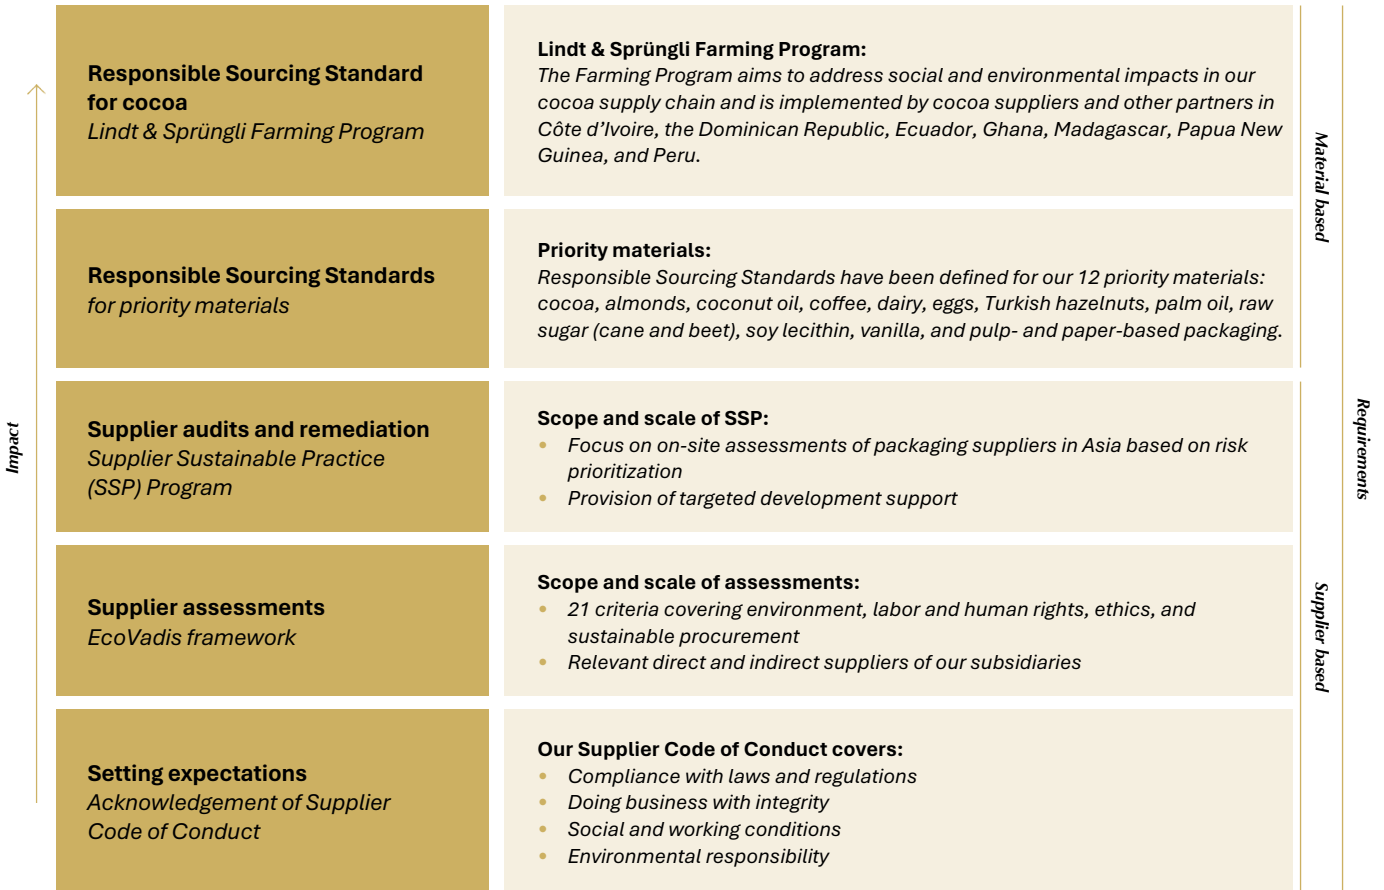 Impact
Responsible Sourcing Standard
for cocoa
Lindt & Sprüngli Farming Program
Lindt & Sprüngli Farming Program:
The Farming Program aims to address social and environmental impacts in our
cocoa supply chain and is implemented by cocoa suppliers and other partners in
Côte d’Ivoire, the Dominican Republic, Ecuador, Ghana, Madagascar, Papua New
Guinea, and Peru.
Responsible Sourcing Standards
for priority materials
Priority materials:
Responsible Sourcing Standards have been defined for our 12 priority materials:
cocoa, almonds, coconut oil, coffee, dairy, eggs, Turkish hazelnuts, palm oil, raw
sugar (cane and beet), soy lecithin, vanilla, and pulp- and paper-based packaging.
Material based
Supplier audits and remediation
Supplier Sustainable Practice
(SSP) Program
Scope and scale of SSP:
• Focus on on-site assessments of packaging suppliers in Asia based on risk
prioritization
• Provision of targeted development support
Supplier assessments
EcoVadis framework
Scope and scale of assessments:
• 21 criteria covering environment, labor and human rights, ethics, and
sustainable procurement
• Relevant direct and indirect suppliers of our subsidiaries
Setting expectations
Acknowledgement of Supplier
Code of Conduct
Our Supplier Code of Conduct covers:
• Compliance with laws and regulations
• Doing business with integrity
• Social and working conditions
• Environmental responsibility
Supplier based
Requirements